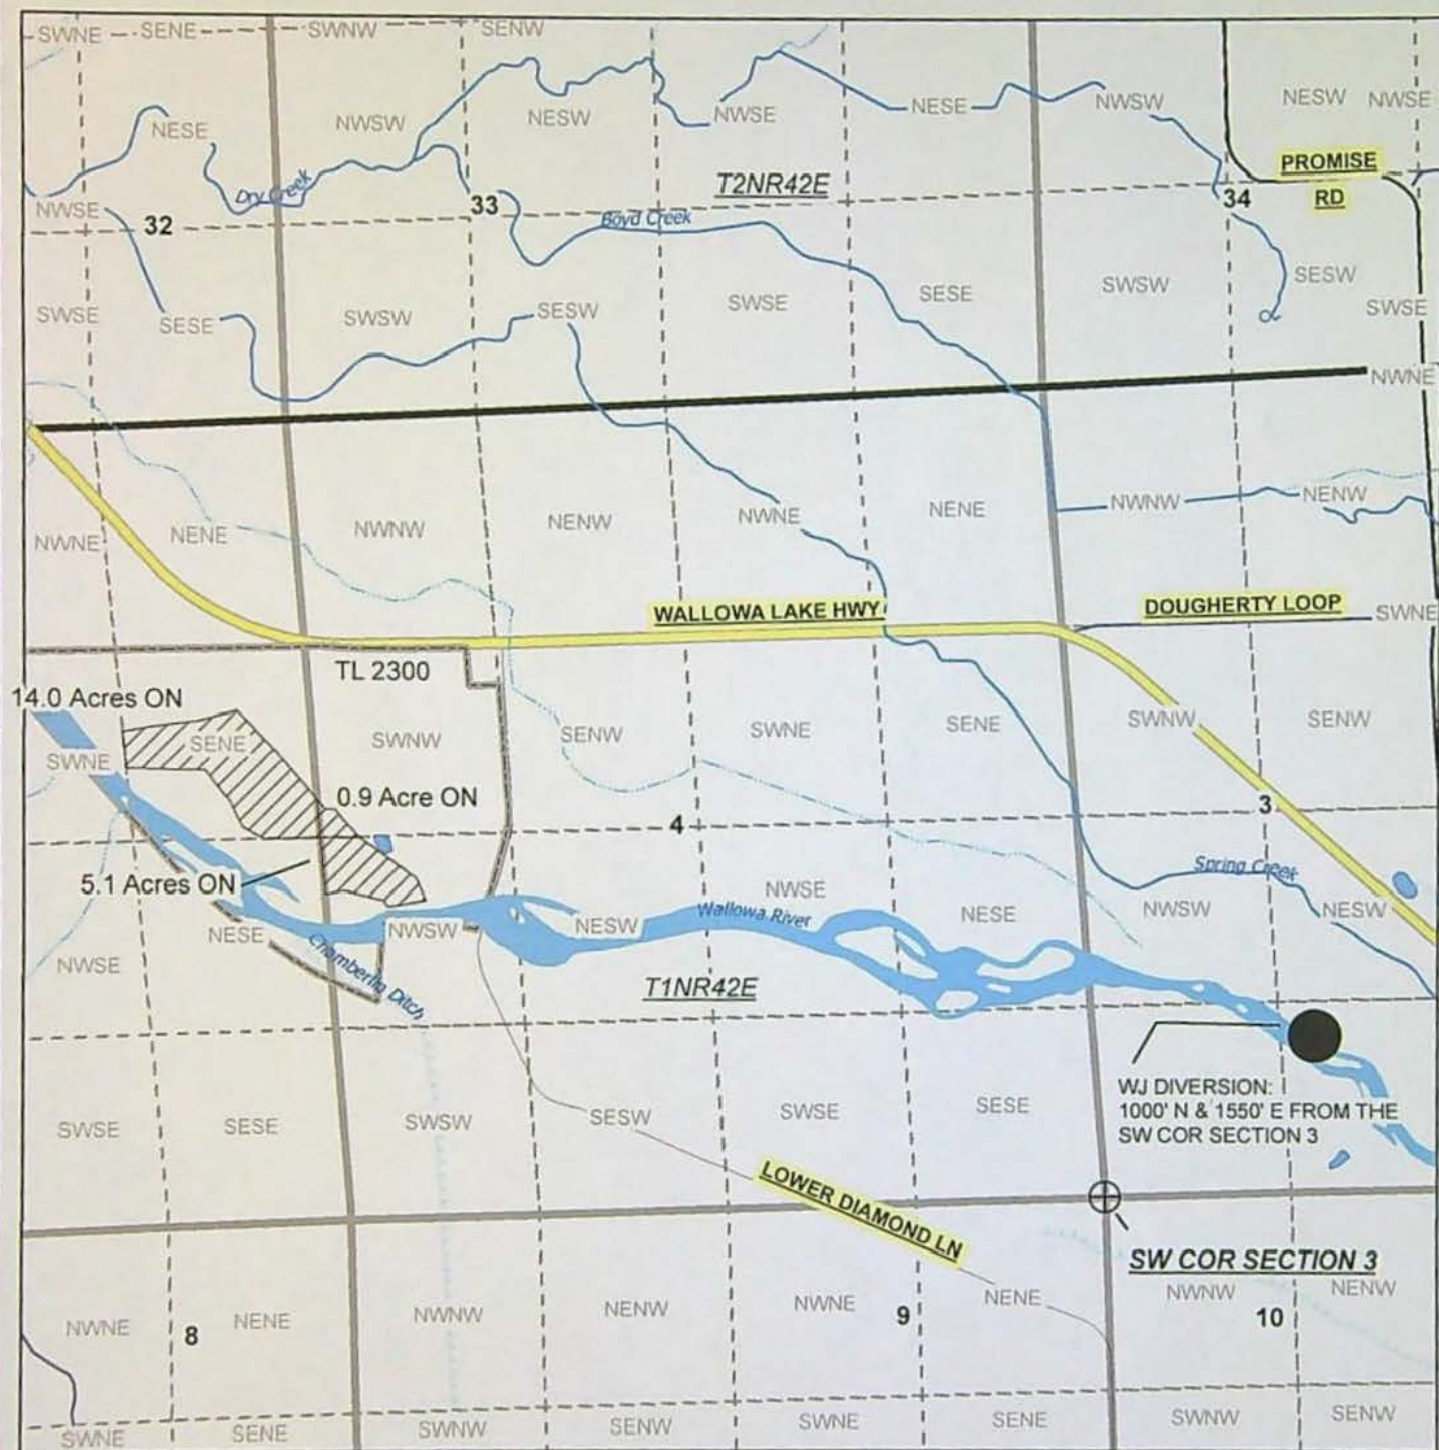 SWNE SENE SWNW SENW
NESE NWSW NESW NWSE NESE NWSW NESW NWSE
Dry Creek
T2NR42E
PROMISE
RD
NWSE 32 33 Boyd Creek 34
SWSE SESE SWSW SESW SWSE SESE SWSW SESW SWSE
NWNE
NWNE NENE NWNW NENW NWNE NENE NWNW NENW
WALLOWA LAKE HWY DOUGHERTY LOOP SWNE
TL 2300
14.0 Acres ON
SWNE SENE SWNW SENW SWNE SENE SWNW SENW
0.9 Acre ON
4 3
5.1 Acres ON
Spring Creek
NWSE NESE NWSW NESW NWSE NESE NWSW NESW
Wallowa River
Chamberlin Ditch
T1NR42E
WJ DIVERSION:
1000' N & 1550' E FROM THE
SW COR SECTION 3
SWSE SESE SWSW SESW SWSE SESE
LOWER DIAMOND LN
SW COR SECTION 3
NWNE 8 NENE NWNW NENW NWNE 9 NENE NWNW 10 NENW
SWNE SENE SWNW SENW SWNE SENE SWNW SENW